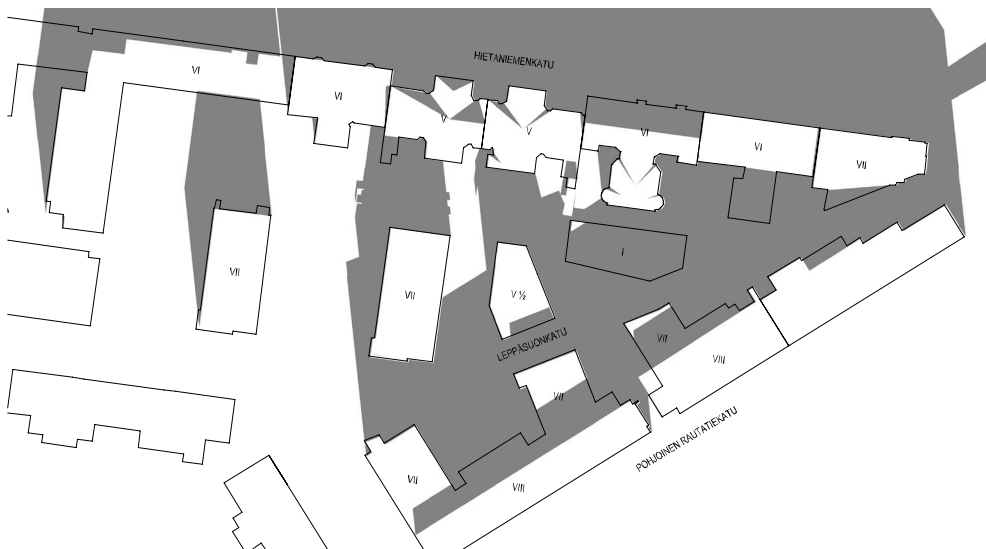 HIETANIEMENKATU
VI
VI
V
V
VI
VI
VII
VII
I
VII
V ½
LEPPÄSUONKATU
VII
VIII
VII
POHJOINEN RAUTATIEKATU
VII
VIII